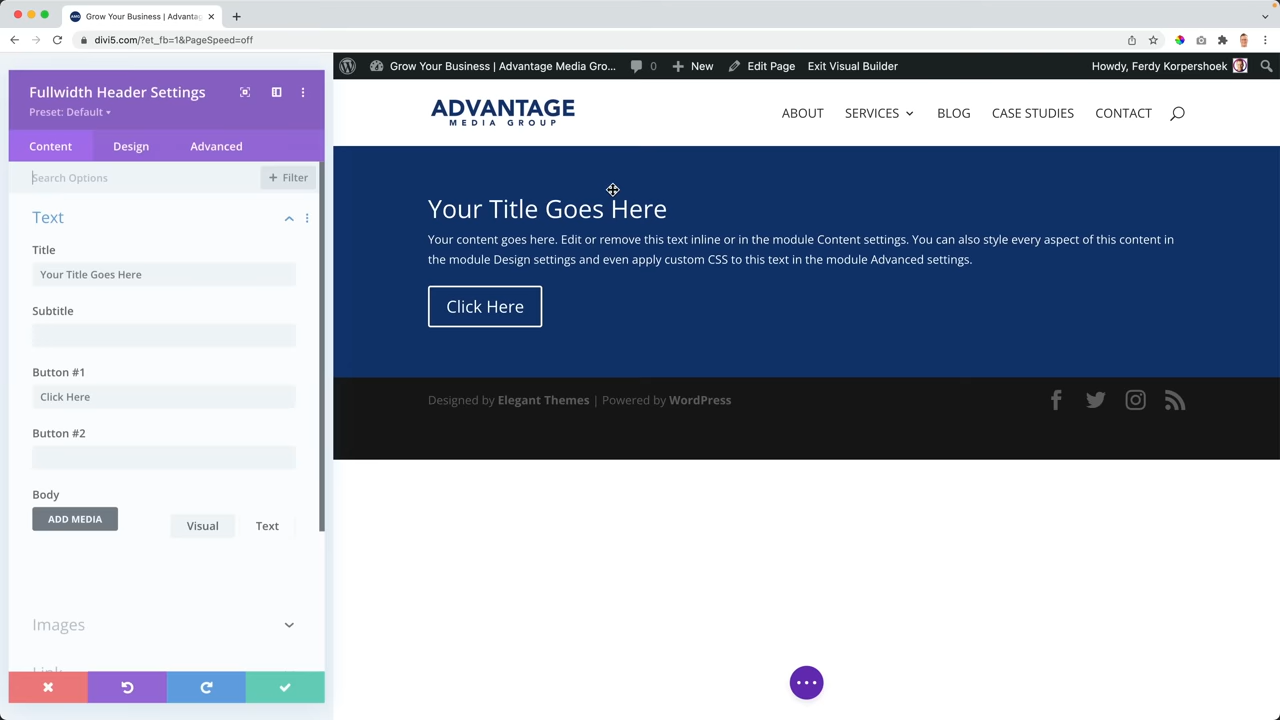 Grow Your Business | Advanta
divi5.com/?et_fb=1&PageSpeed=off
Grow Your Business | Advantage Media Gro... 0 New Edit Page Exit Visual Builder Howdy, Ferdy Korpershoek
Fullwidth Header Settings
Preset: Default
Content Design Advanced
Search Options + Filter
Text
Title
Your Title Goes Here
Subtitle
Button #1
Click Here
Button #2
Body
ADD MEDIA Visual Text
Images
Link
ADVANTAGE
MEDIA GROUP
ABOUT SERVICES BLOG CASE STUDIES CONTACT
Your Title Goes Here
Your content goes here. Edit or remove this text inline or in the module Content settings. You can also style every aspect of this content in
the module Design settings and even apply custom CSS to this text in the module Advanced settings.
Click Here
Designed by Elegant Themes | Powered by WordPress